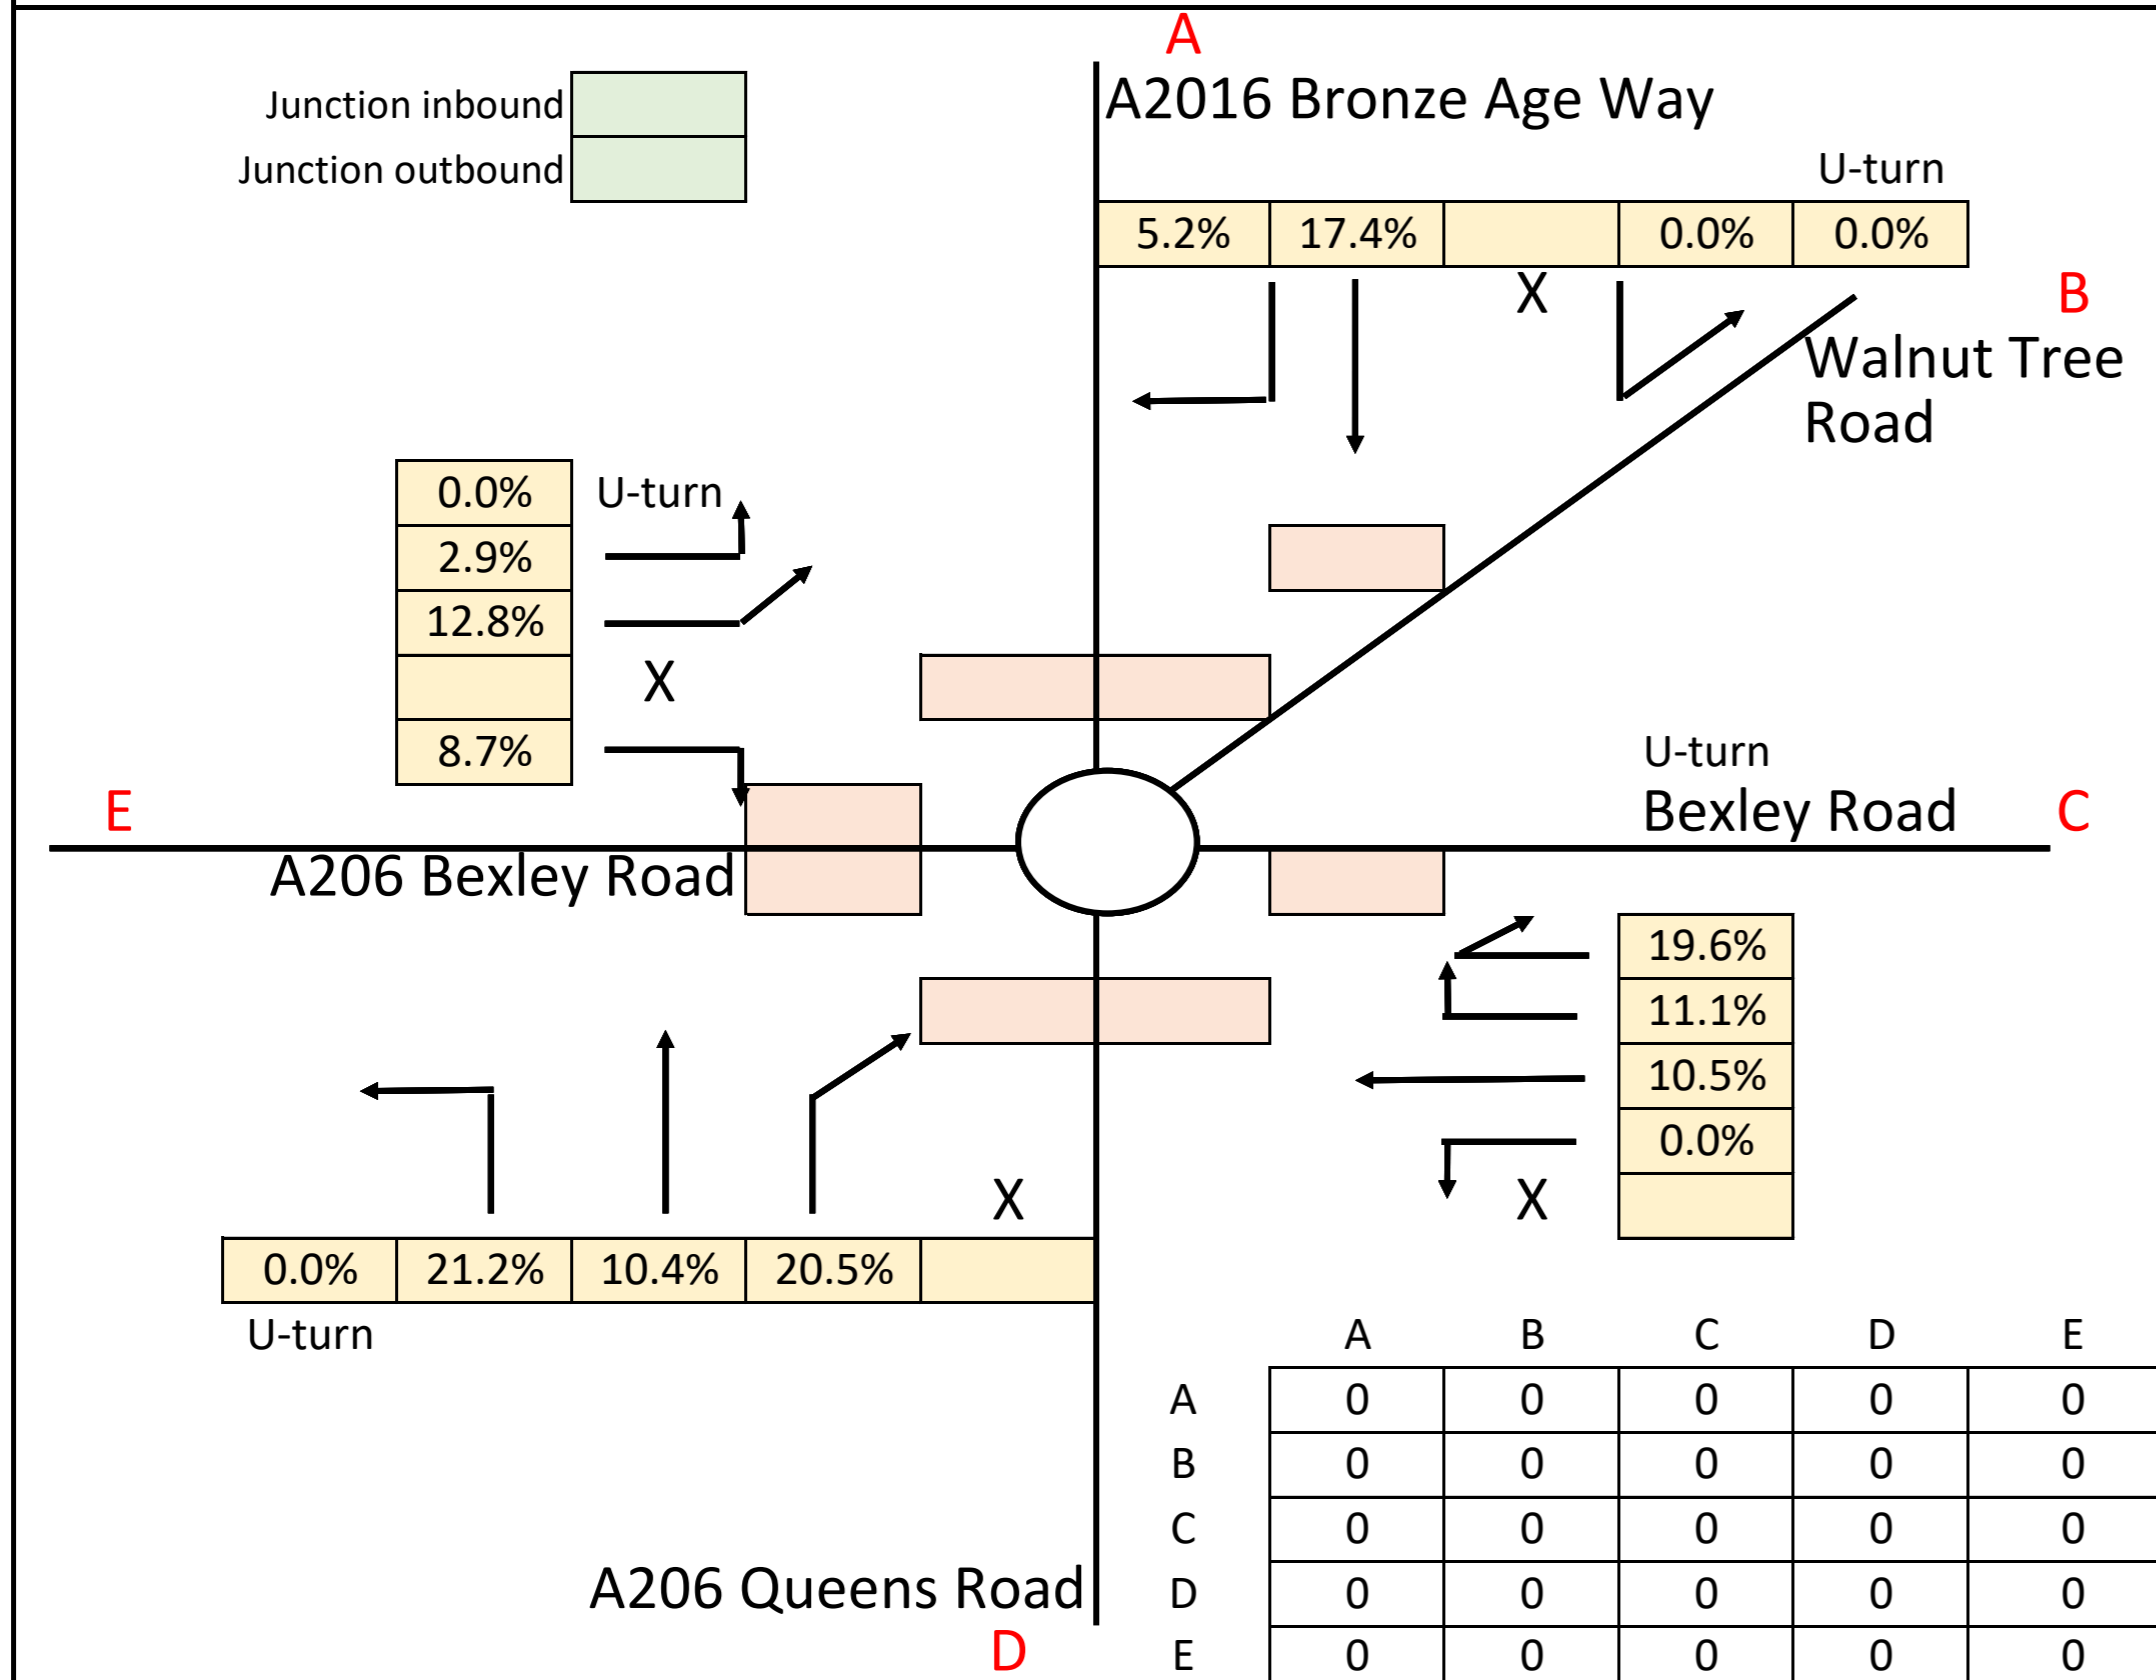 A
A2016 Bronze Age Way
Junction inbound
Junction outbound
U-turn
5.2% 17.4% 0.0% 0.0%
X
B
Walnut Tree
Road
0.0% U-turn
2.9%
12.8%
X
8.7%
U-turn
Bexley Road C
E
A206 Bexley Road
19.6%
11.1%
10.5%
0.0%
X
X
0.0% 21.2% 10.4% 20.5%
U-turn
A B C D E
A 0 0 0 0 0
B 0 0 0 0 0
C 0 0 0 0 0
D 0 0 0 0 0
E 0 0 0 0 0
A206 Queens Road
D